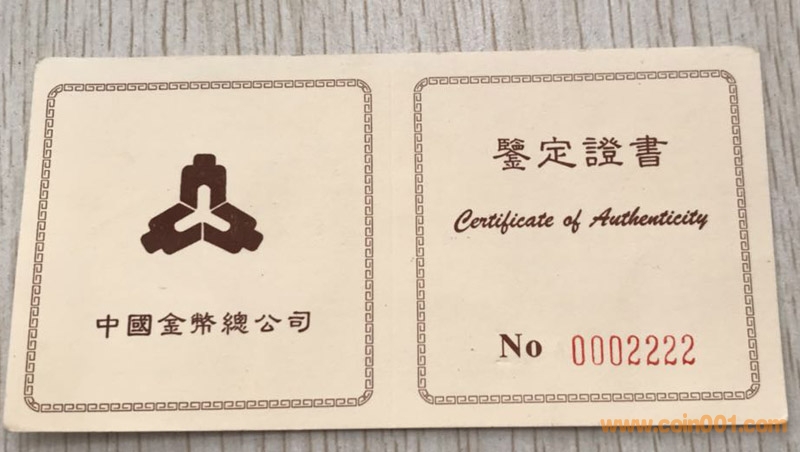 中國金幣總公司
鑒定證書
Certificate of Authenticity
No 0002222
www.coin001.com